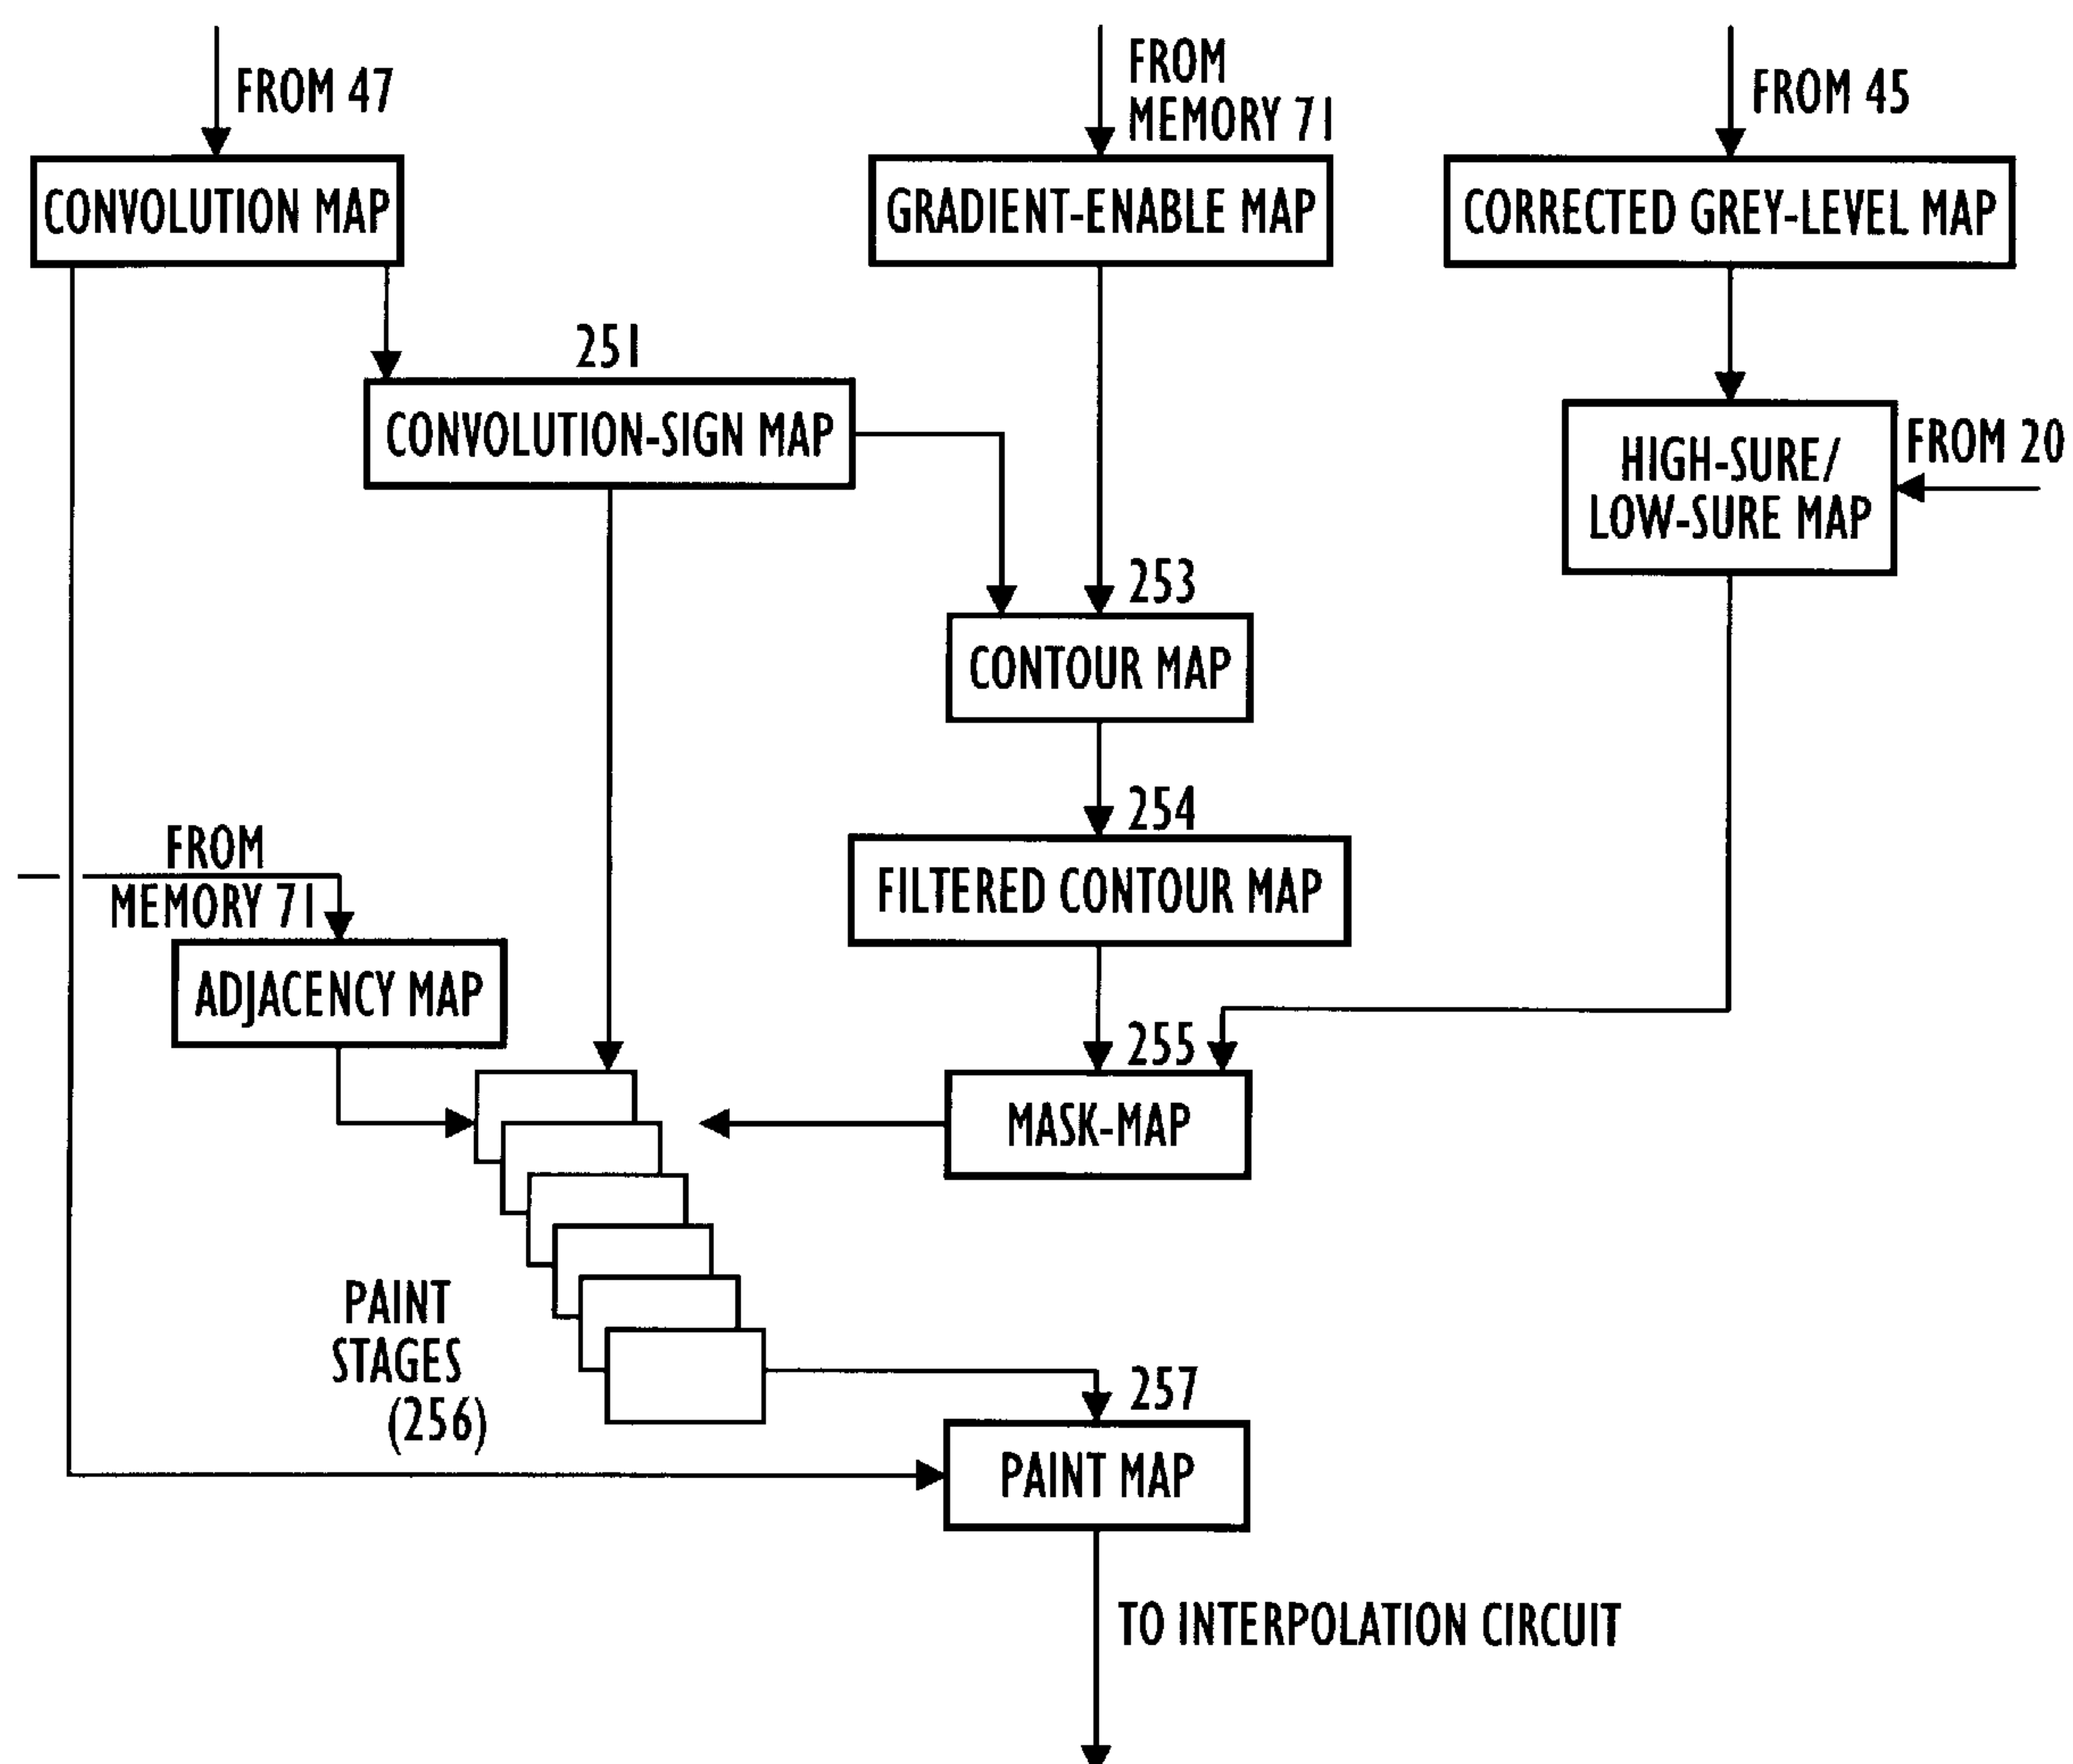 FROM 47
FROM
MEMORY 71
FROM 45
CONVOLUTION MAP
GRADIENT-ENABLE MAP
CORRECTED GREY-LEVEL MAP
251
CONVOLUTION-SIGN MAP
HIGH-SURE/
LOW-SURE MAP
FROM 20
253
CONTOUR MAP
254
FILTERED CONTOUR MAP
FROM
MEMORY 71
ADJACENCY MAP
255
MASK-MAP
PAINT
STAGES
(256)
257
PAINT MAP
TO INTERPOLATION CIRCUIT